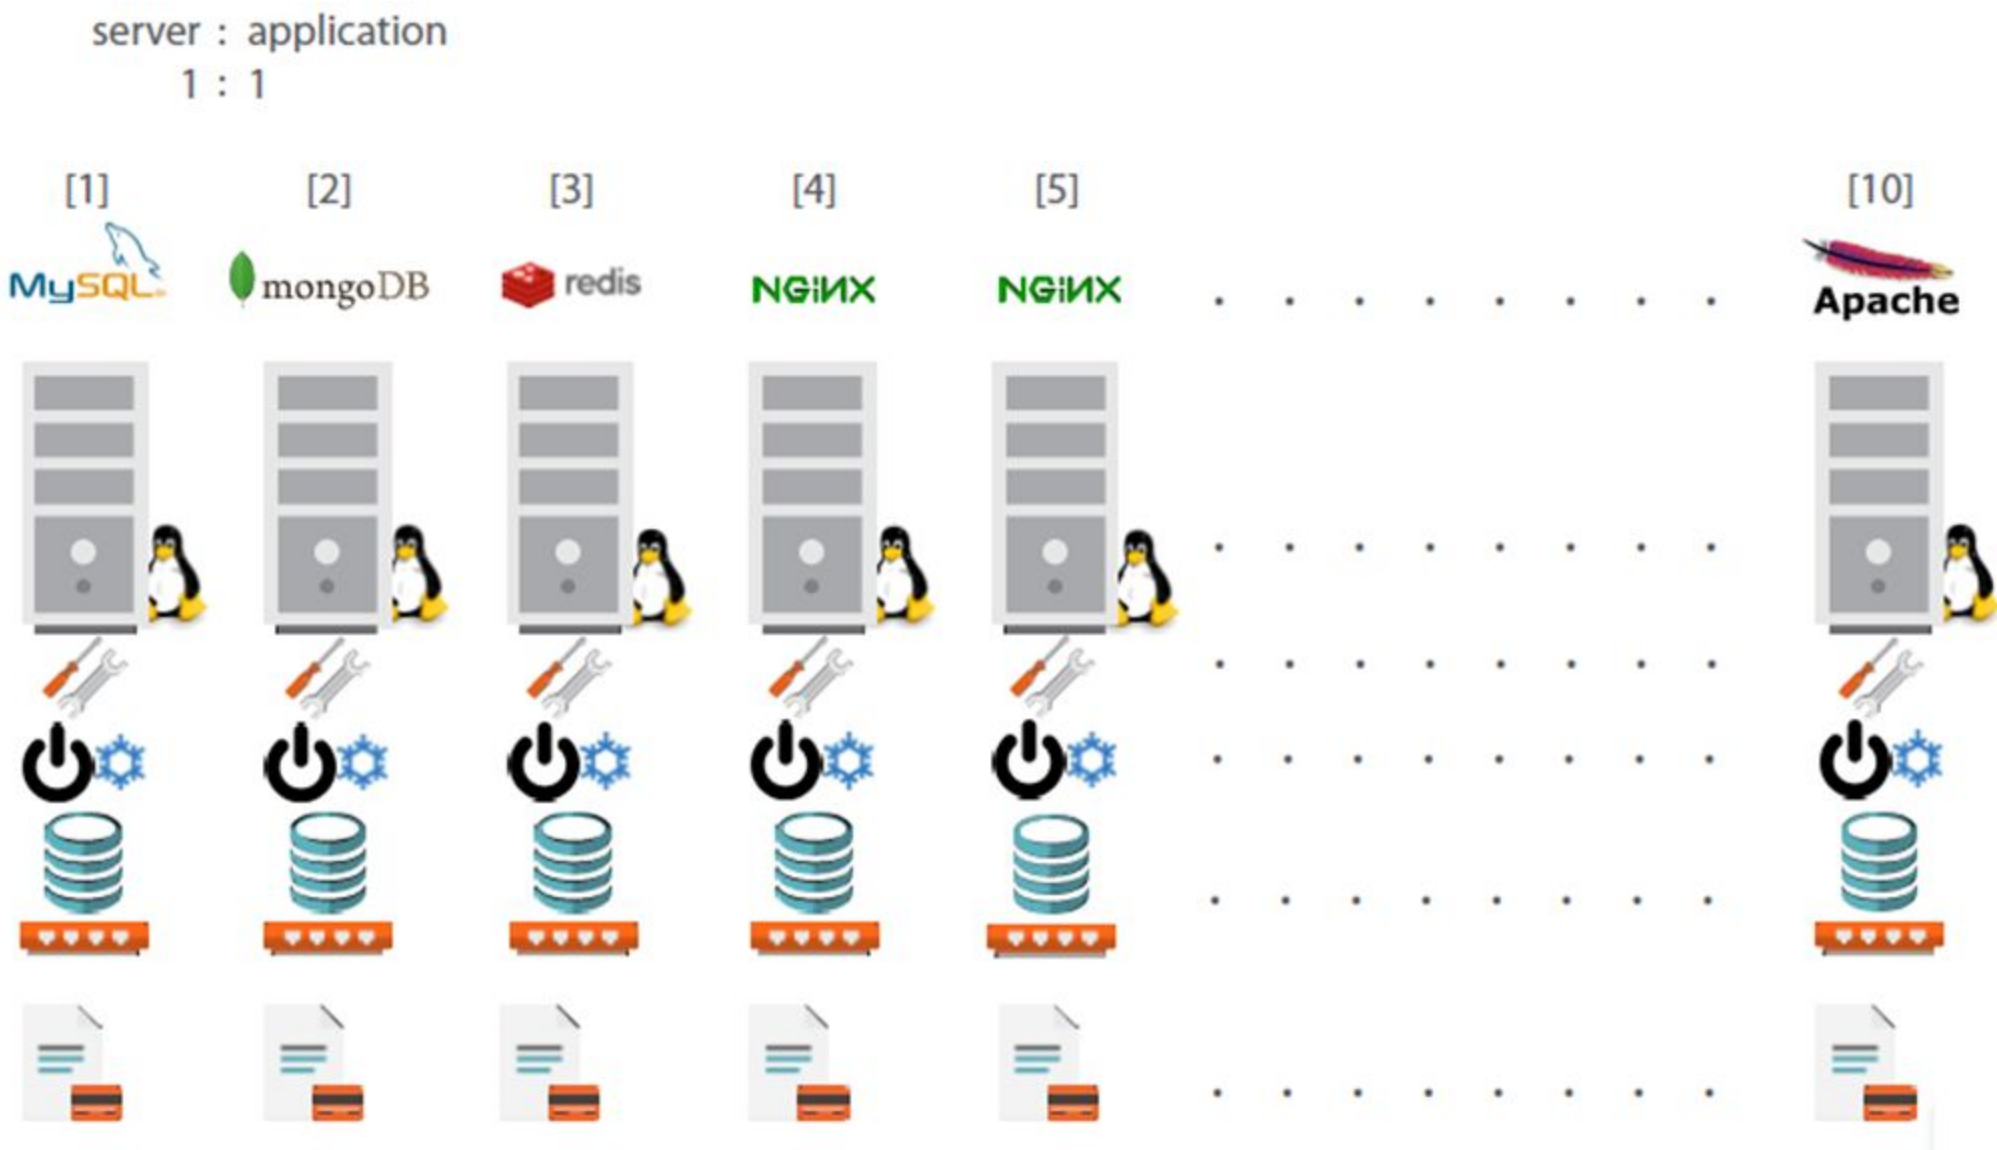 server : application
1 : 1
[1] [2] [3] [4] [5] [10]
MySQL mongoDB redis NGiNX NGiNX Apache